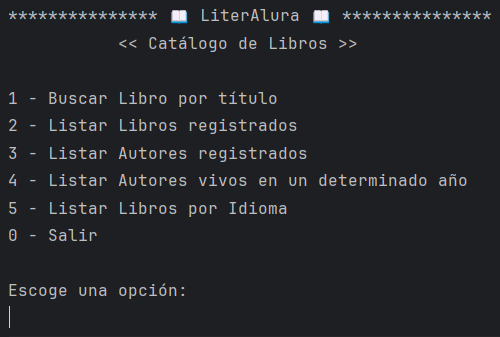 *************** 📖 LiterAlura 📖 ***************
<< Catálogo de Libros >>
1 - Buscar Libro por título
2 - Listar Libros registrados
3 - Listar Autores registrados
4 - Listar Autores vivos en un determinado año
5 - Listar Libros por Idioma
0 - Salir
Escoge una opción: